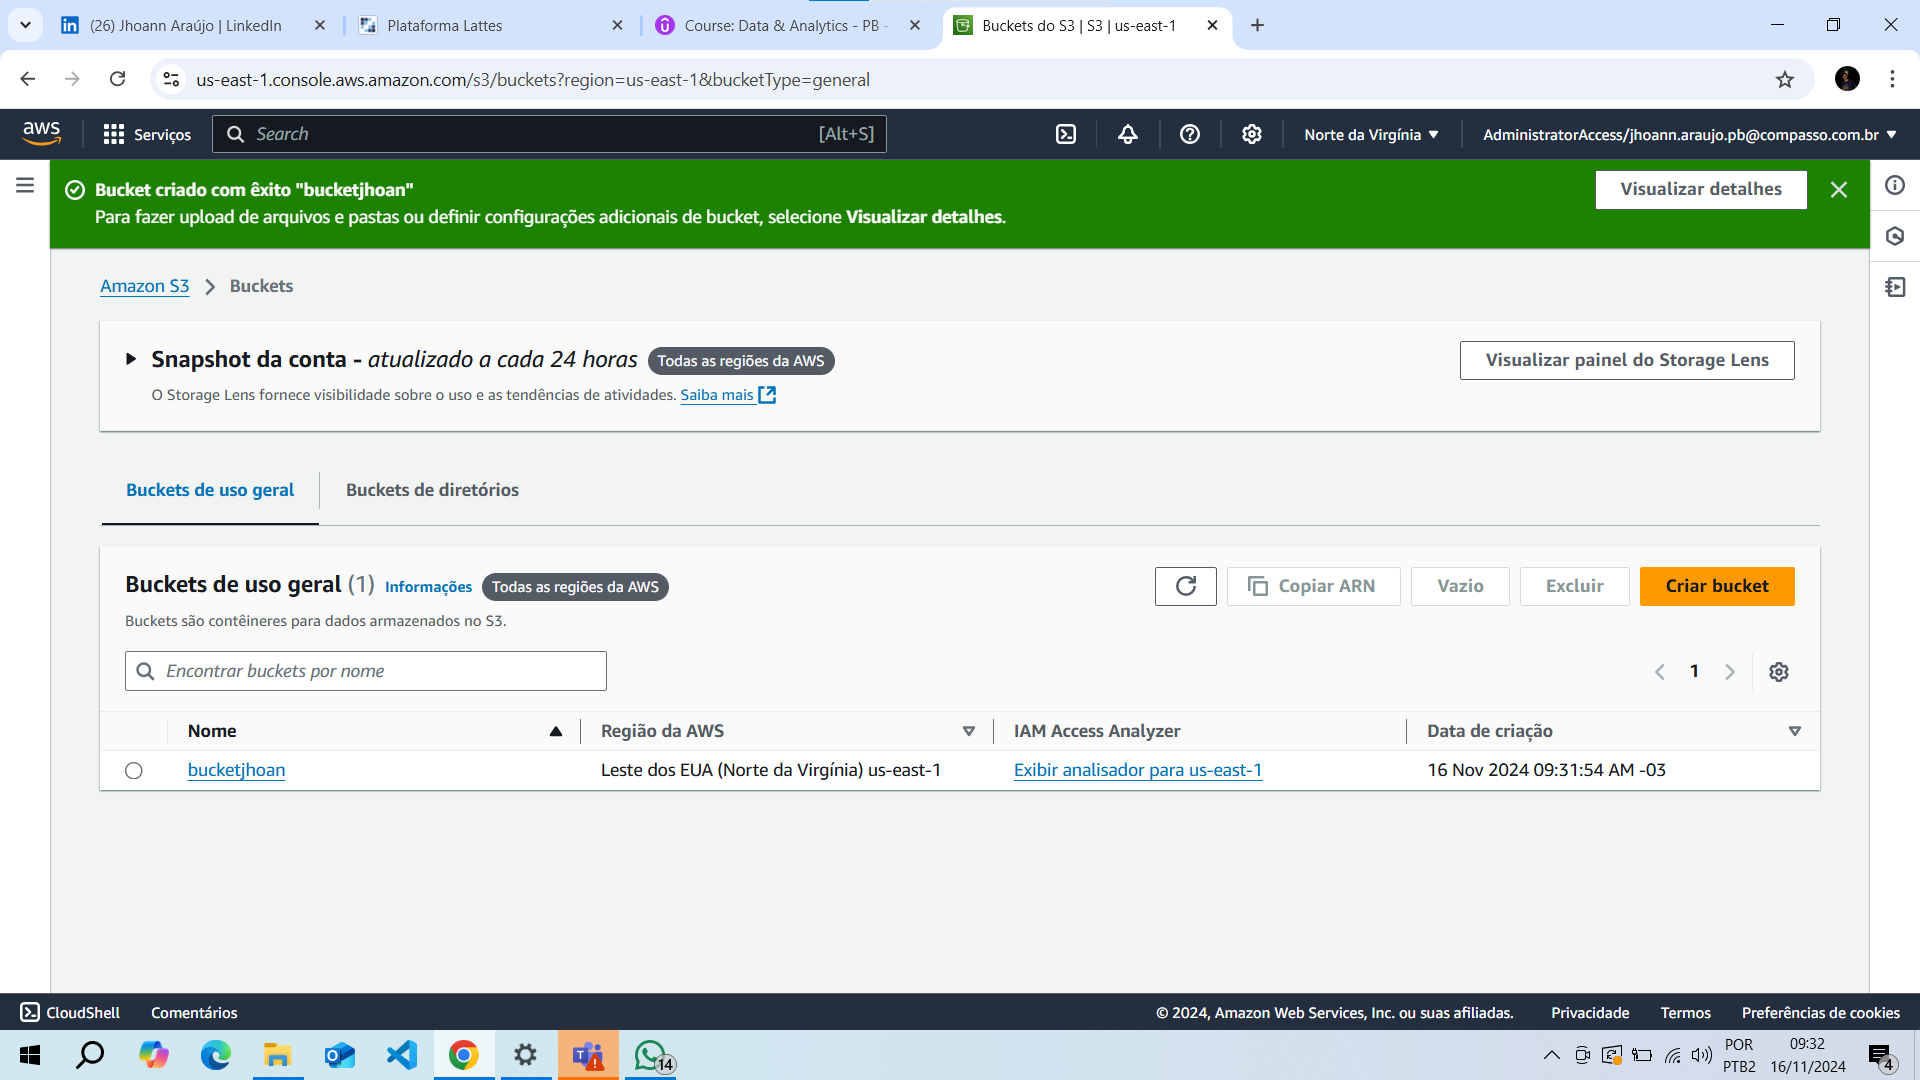 (26) Jhoann Araújo | LinkedIn
Plataforma Lattes
Course: Data & Analytics - PB -
Buckets do S3 | S3 | us-east-1
us-east-1.console.aws.amazon.com/s3/buckets?region=us-east-1&bucketType=general
aws
Serviços
Search
[Alt+S]
Norte da Virgínia
AdministratorAccess/jhoann.araujo.pb@compasso.com.br
Bucket criado com êxito "bucketjhoan"
Para fazer upload de arquivos e pastas ou definir configurações adicionais de bucket, selecione Visualizar detalhes.
Visualizar detalhes
Amazon S3
Buckets
Snapshot da conta - atualizado a cada 24 horas
Todas as regiões da AWS
O Storage Lens fornece visibilidade sobre o uso e as tendências de atividades. Saiba mais
Visualizar painel do Storage Lens
Buckets de uso geral
Buckets de diretórios
Buckets de uso geral (1)
Informações
Todas as regiões da AWS
Buckets são contêineres para dados armazenados no S3.
Copiar ARN
Vazio
Excluir
Criar bucket
Encontrar buckets por nome
1
Nome
Região da AWS
IAM Access Analyzer
Data de criação
bucketjhoan
Leste dos EUA (Norte da Virgínia) us-east-1
Exibir analisador para us-east-1
16 Nov 2024 09:31:54 AM -03
CloudShell
Comentários
© 2024, Amazon Web Services, Inc. ou suas afiliadas.
Privacidade
Termos
Preferências de cookies
14
POR
PTB2
09:32
16/11/2024
4